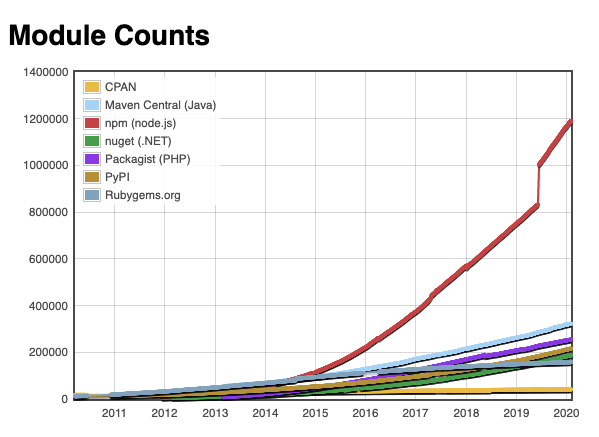 Module Counts
1400000
1200000
1000000
800000
600000
400000
200000
0
CPAN
Maven Central (Java)
npm (node.js)
nuget (.NET)
Packagist (PHP)
PyPI
Rubygems.org
2011 2012 2013 2014 2015 2016 2017 2018 2019 2020